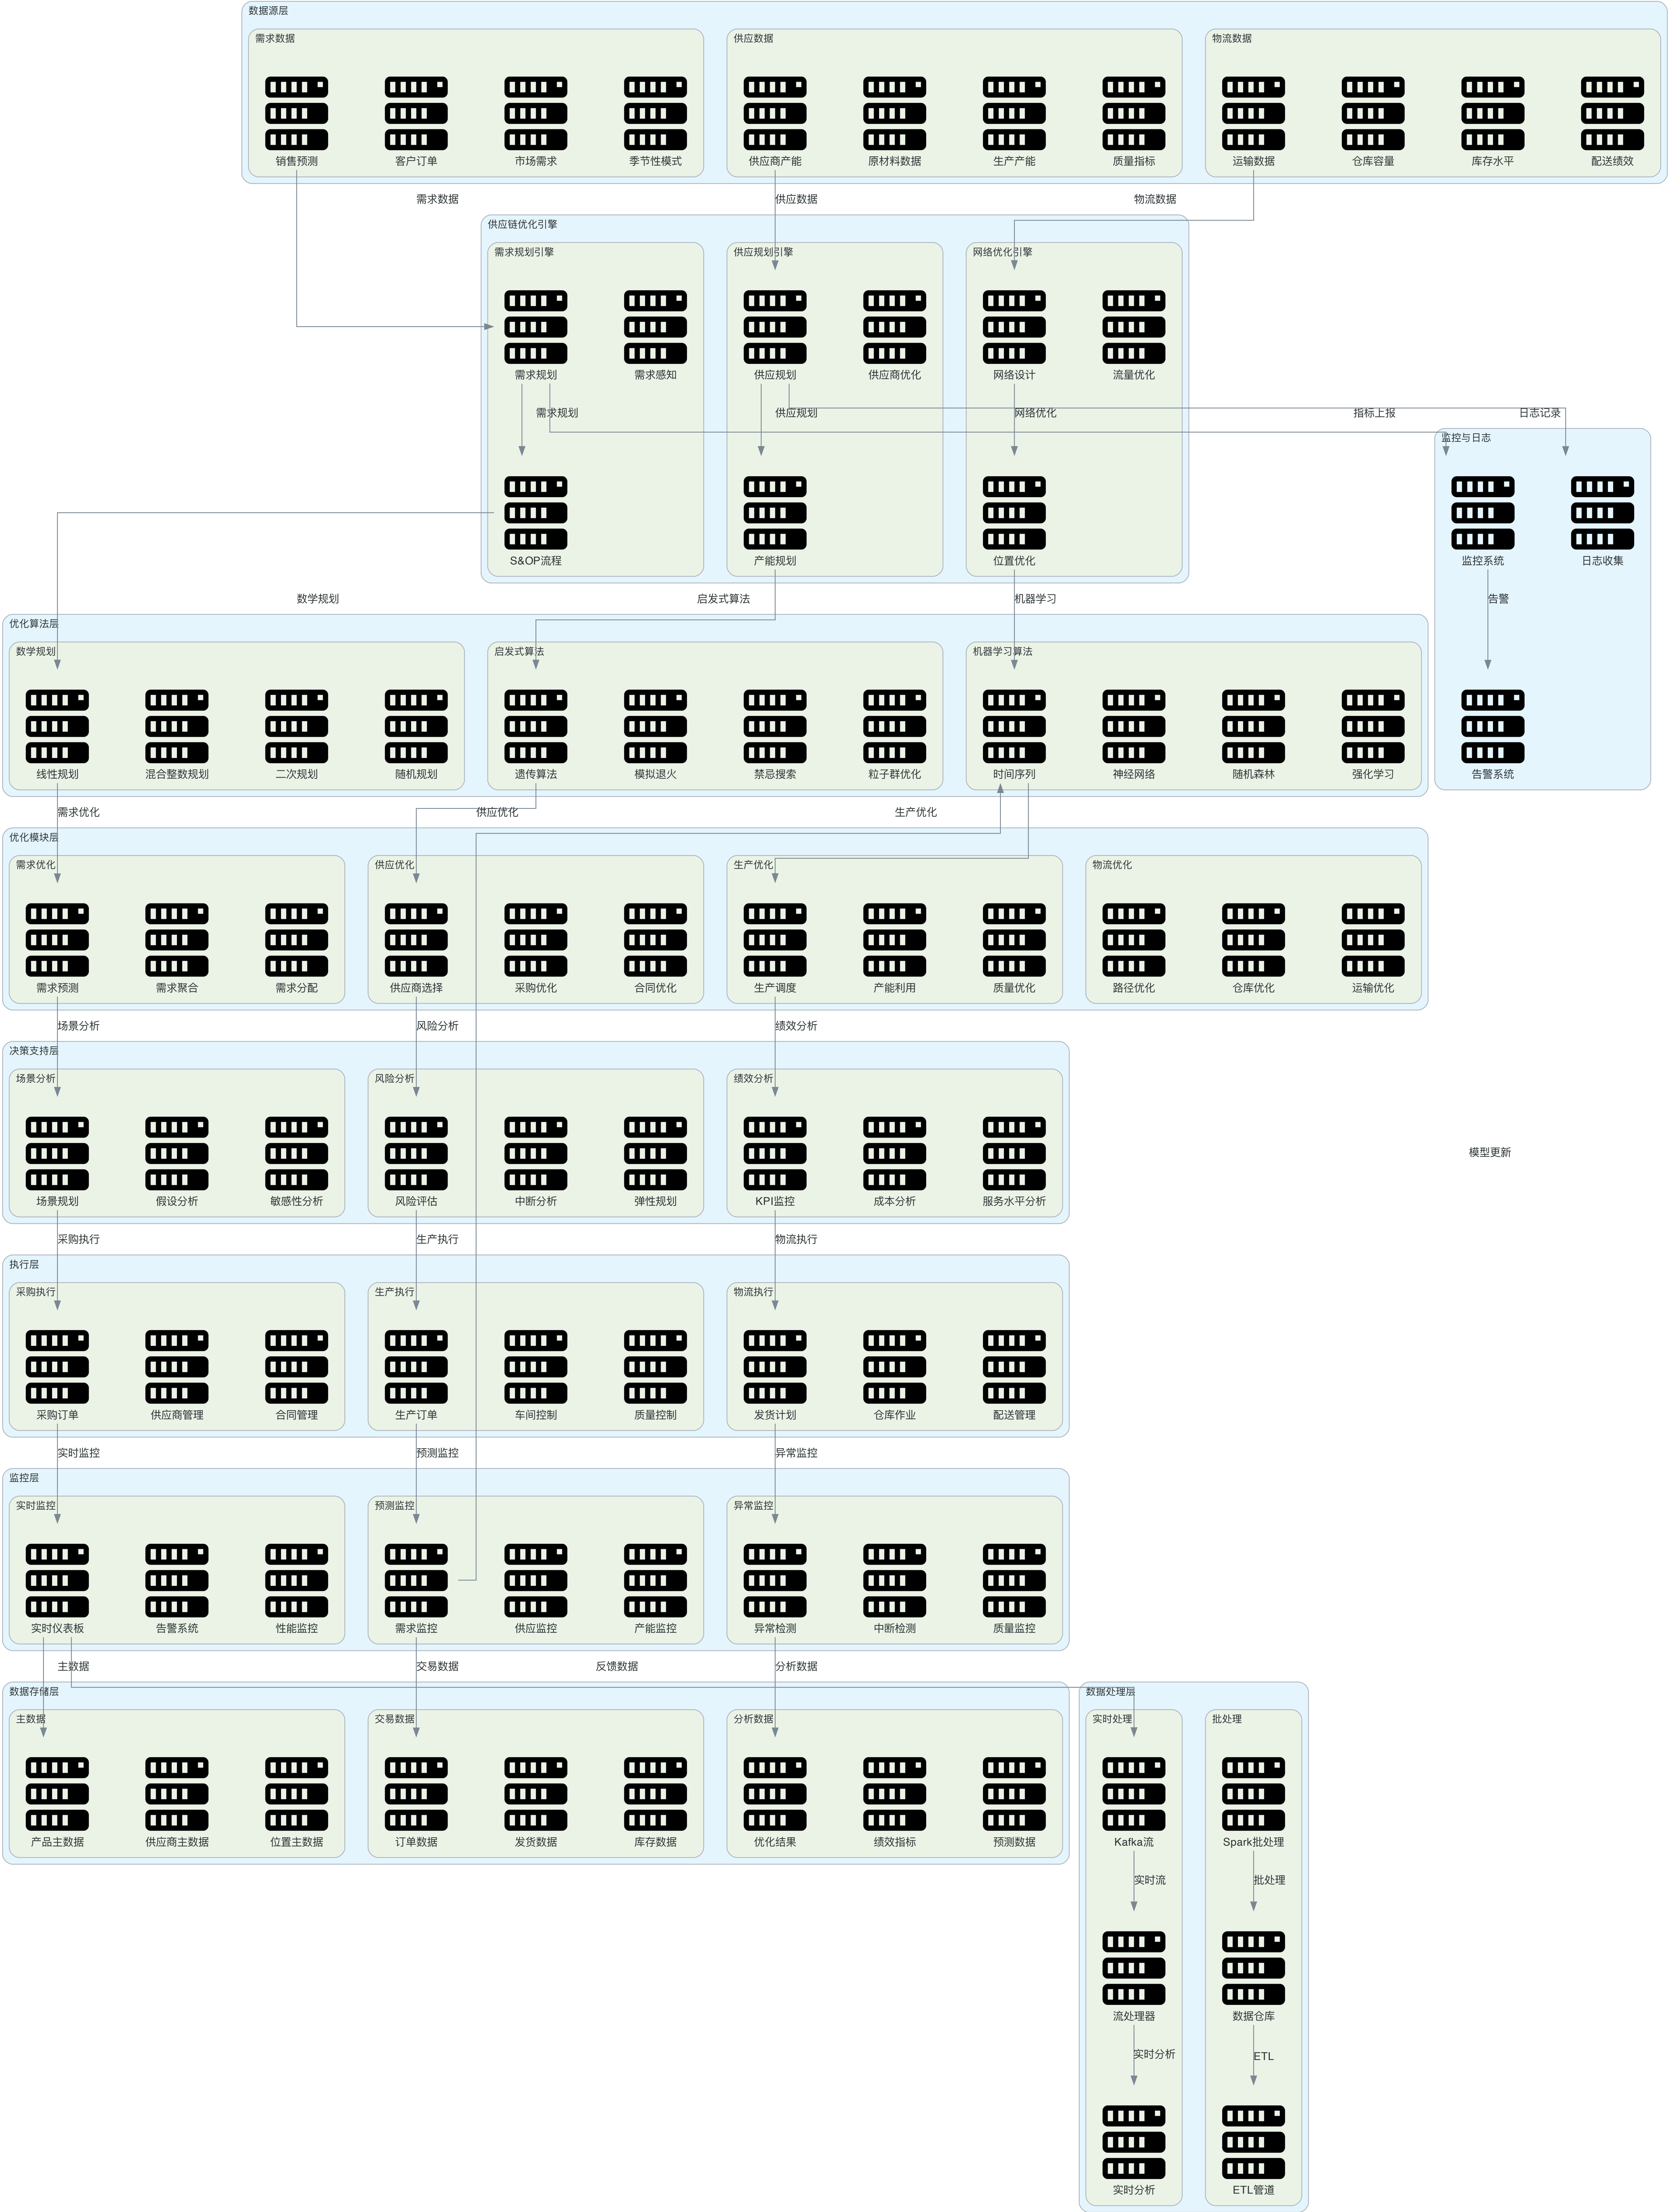 数据源层
需求数据
供应数据
物流数据
销售预测
客户订单
市场需求
季节性模式
供应商产能
原材料数据
生产产能
质量指标
运输数据
仓库容量
库存水平
配送绩效
需求数据
供应数据
物流数据
供应链优化引擎
需求规划引擎
供应规划引擎
网络优化引擎
需求规划
需求感知
供应规划
供应商优化
网络设计
流量优化
需求规划
供应规划
网络优化
指标上报
日志记录
监控与日志
S&OP流程
产能规划
位置优化
监控系统
日志收集
数学规划
启发式算法
机器学习
告警
优化算法层
数学规划
启发式算法
机器学习算法
线性规划
混合整数规划
二次规划
随机规划
遗传算法
模拟退火
禁忌搜索
粒子群优化
时间序列
神经网络
随机森林
强化学习
告警系统
需求优化
供应优化
生产优化
优化模块层
需求优化
供应优化
生产优化
物流优化
需求预测
需求聚合
需求分配
供应商选择
采购优化
合同优化
生产调度
产能利用
质量优化
路径优化
仓库优化
运输优化
场景分析
风险分析
绩效分析
决策支持层
场景分析
风险分析
绩效分析
模型更新
场景规划
假设分析
敏感性分析
风险评估
中断分析
弹性规划
KPI监控
成本分析
服务水平分析
采购执行
生产执行
物流执行
执行层
采购执行
生产执行
物流执行
采购订单
供应商管理
合同管理
生产订单
车间控制
质量控制
发货计划
仓库作业
配送管理
实时监控
预测监控
异常监控
监控层
实时监控
预测监控
异常监控
实时仪表板
告警系统
性能监控
需求监控
供应监控
产能监控
异常检测
中断检测
质量监控
主数据
交易数据
反馈数据
分析数据
数据存储层
数据处理层
主数据
交易数据
分析数据
实时处理
批处理
产品主数据
供应商主数据
位置主数据
订单数据
发货数据
库存数据
优化结果
绩效指标
预测数据
Kafka流
Spark批处理
实时流
批处理
流处理器
数据仓库
实时分析
ETL
实时分析
ETL管道